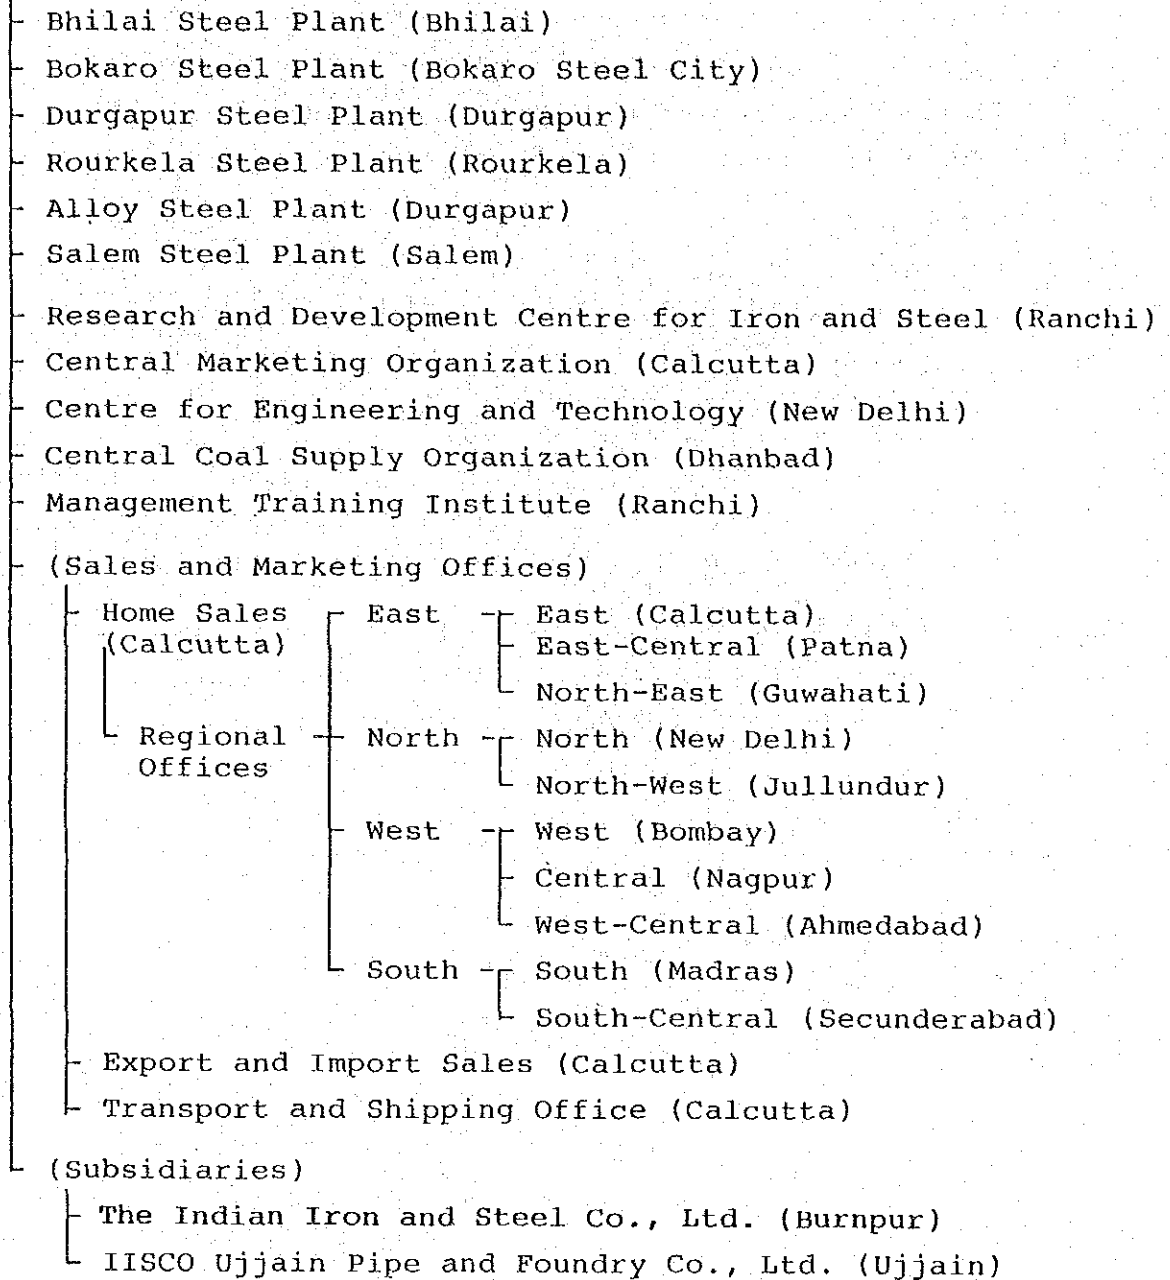 Bhilai Steel Plant (Bhilai)
Bokaro Steel Plant (Bokaro Steel City)
Durgapur Steel Plant (Durgapur)
Rourkela Steel Plant (Rourkela)
Alloy Steel Plant (Durgapur)
Salem Steel Plant (Salem)
Research and Development Centre for Iron and Steel (Ranchi)
Central Marketing Organization (Calcutta)
Centre for Engineering and Technology (New Delhi)
Central Coal Supply Organization (Dhanbad)
Management Training Institute (Ranchi)
(Sales and Marketing Offices)
Home Sales East East (Calcutta)
(Calcutta) East-Central (Patna)
North-East (Guwahati)
Regional North North (New Delhi)
Offices
North-West (Jullundur)
West West (Bombay)
Central (Nagpur)
West-Central (Ahmedabad)
South South (Madras)
South-Central (Secunderabad)
Export and Import Sales (Calcutta)
Transport and Shipping Office (Calcutta)
(Subsidiaries)
The Indian Iron and Steel Co., Ltd. (Burnpur)
IISCO Ujjain Pipe and Foundry Co., Ltd. (Ujjain)